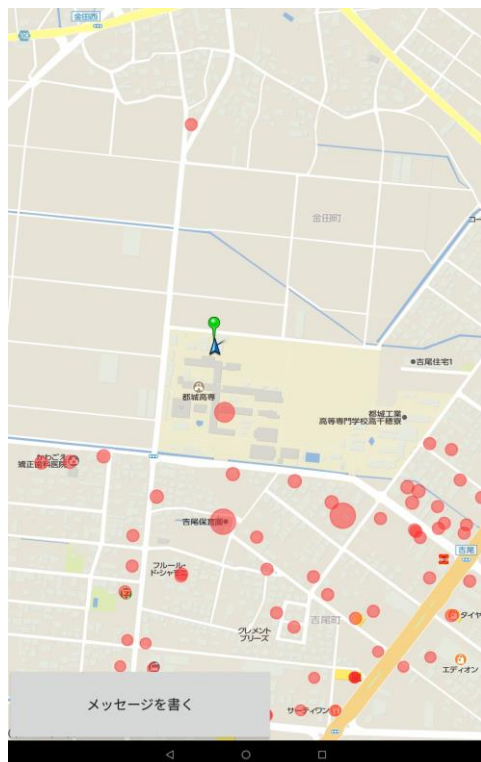 金田西
金田町
コー
吉尾住宅1
都城高専
都城工業
高等専門学校高千穂寮
かわごえ
矯正歯科医院
吉尾保育園
吉尾
フルール・
ド・シャ
吉尾町
クレメント
ブリーズ
ダイヤ
エディオン
サーティワン
メッセージを書く